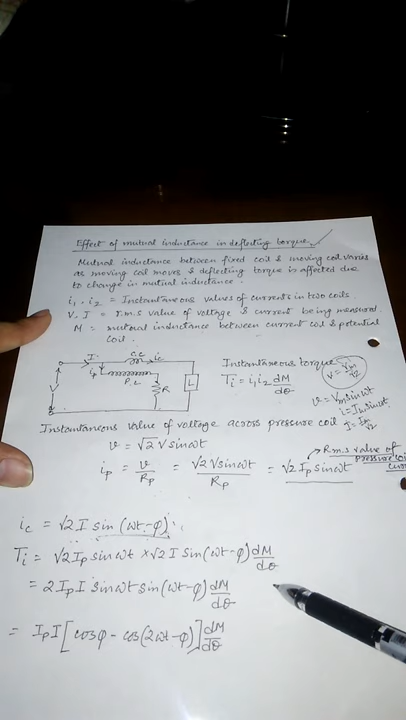 Effect of mutual inductance in deflecting torque.
Mutual inductance between fixed coil & moving coil varies
as moving coil moves & deflecting torque is affected due
to change in mutual inductance.
i₁, i₂ = Instantaneous values of currents in two coils.
V, I = r.m.s value of voltage & current being measured.
M = mutual inductance between current coil & potential
coil.
I C.C ic
ip P.C R L V
Instantaneous torque
Tᵢ = i₁ i₂ dM/dθ
V = Vm/√2
v = Vm sin ωt
i = Im sin ωt
I = Im/√2
Instantaneous value of voltage across pressure coil
v = √2 V sin ωt
R.m.s value of
pressure
iₚ = v/Rₚ = √2 V sin ωt/Rₚ = √2 Iₚ sin ωt
i_c = √2 I sin (ωt-φ)
Tᵢ = √2 Iₚ sin ωt × √2 I sin (ωt-φ) dM/dθ
= 2 Iₚ I sin ωt sin (ωt-φ) dM/dθ
= Iₚ I [cos φ - cos (2ωt-φ)] dM/dθ